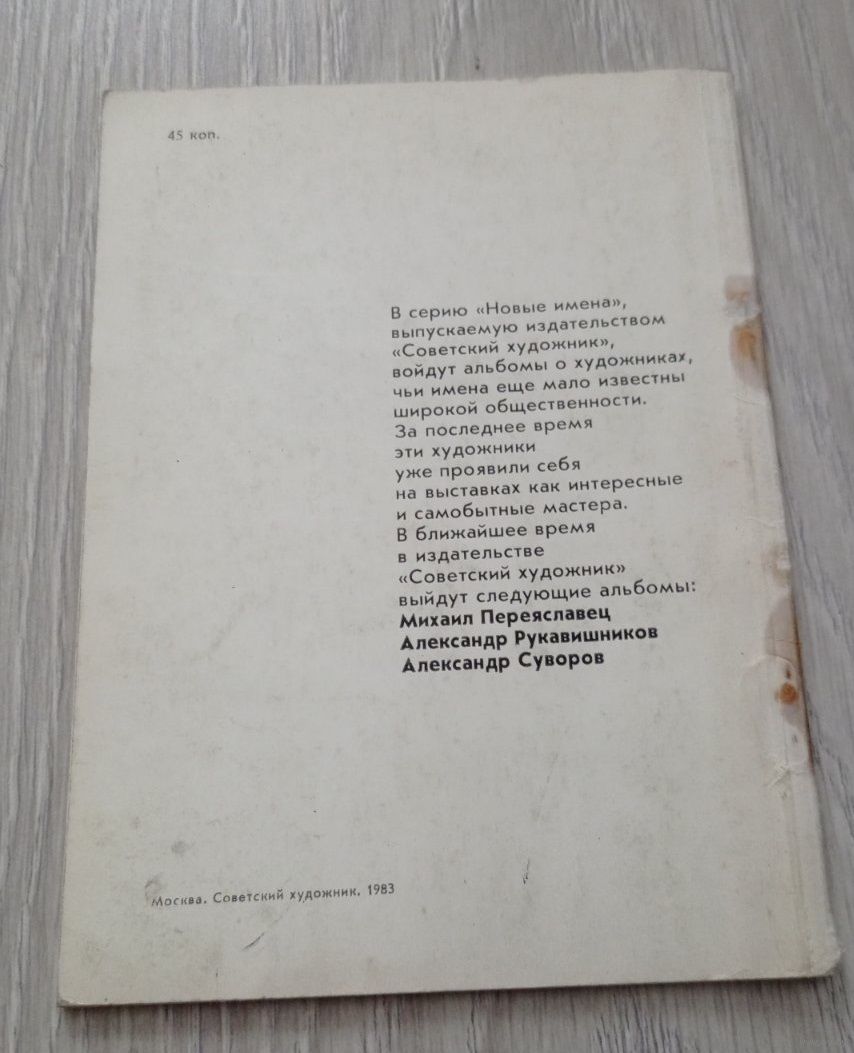 45 коп.
В серию «Новые имена»,
выпускаемую издательством
«Советский художник»,
войдут альбомы о художниках,
чьи имена еще мало известны
широкой общественности.
За последнее время
эти художники
уже проявили себя
на выставках как интересные
и самобытные мастера.
В ближайшее время
в издательстве
«Советский художник»
выйдут следующие альбомы:
Михаил Переяславец
Александр Рукавишников
Александр Суворов
Москва. Советский художник. 1983